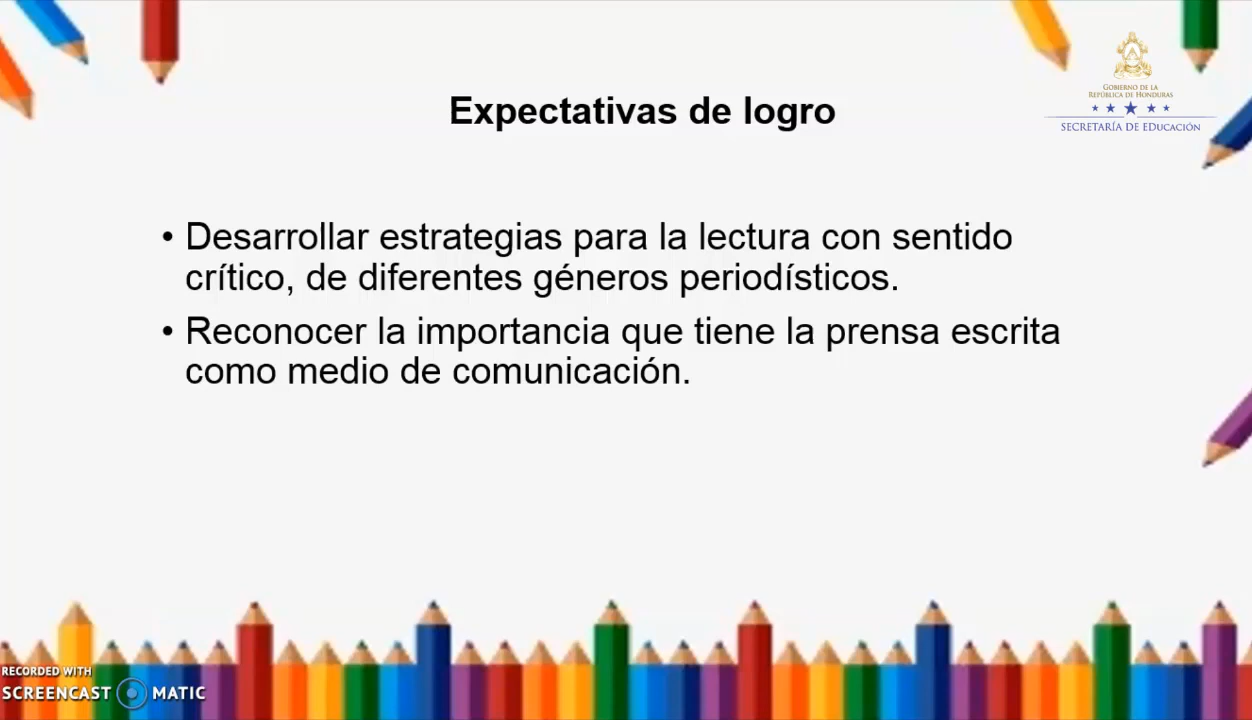 Expectativas de logro
GOBIERNO DE LA
REPÚBLICA DE HONDURAS
SECRETARÍA DE EDUCACIÓN
• Desarrollar estrategias para la lectura con sentido
crítico, de diferentes géneros periodísticos.
• Reconocer la importancia que tiene la prensa escrita
como medio de comunicación.
RECORDED WITH
SCREENCAST MATIC